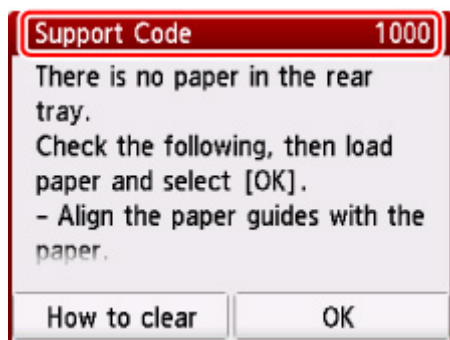 Support Code 1000
There is no paper in the rear
tray.
Check the following, then load
paper and select [OK].
– Align the paper guides with the
paper.
How to clear OK